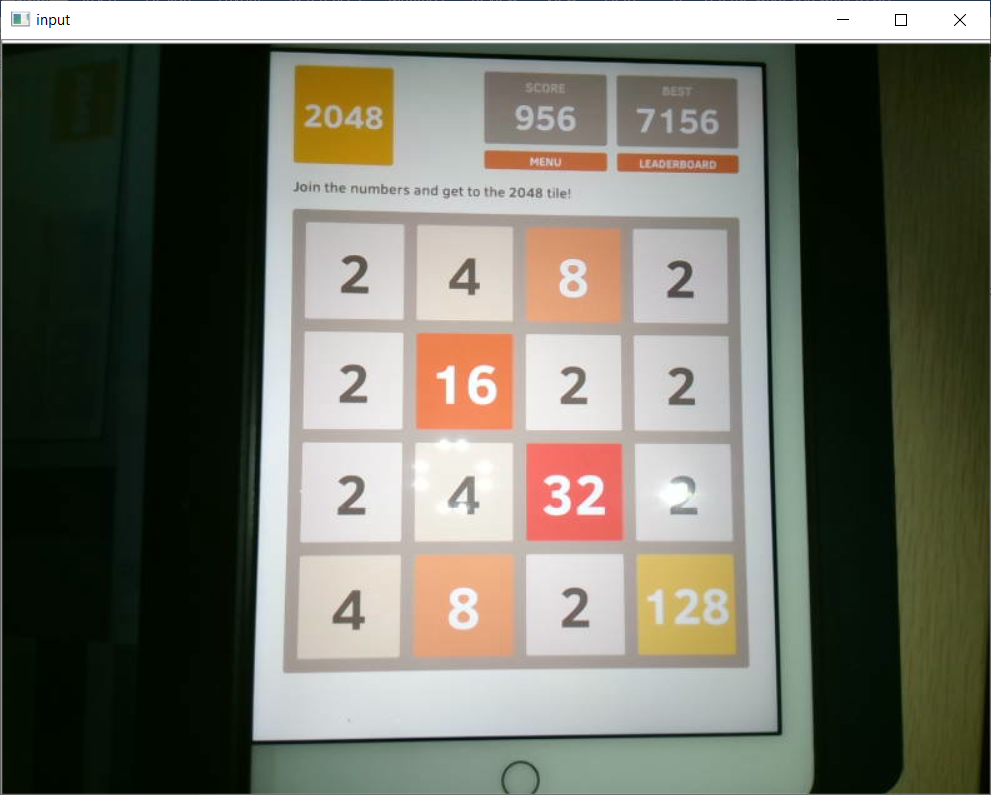 input
2048
SCORE
956
BEST
7156
MENU
LEADERBOARD
Join the numbers and get to the 2048 tile!
2 4 8 2
2 16 2 2
2 4 32 2
4 8 2 128